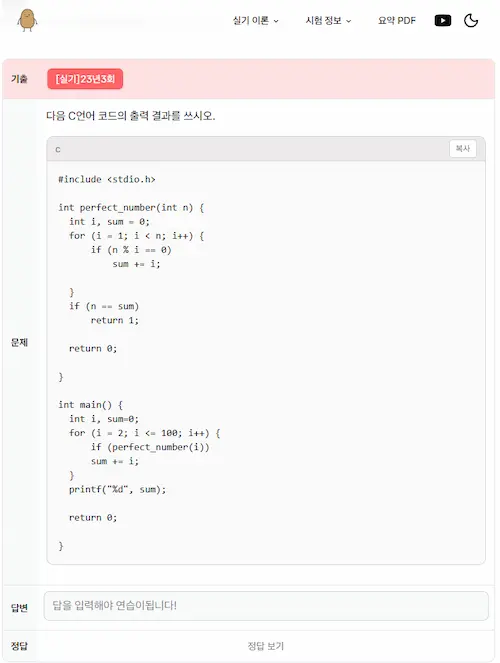 실기 이론 시험 정보 요약 PDF
기출 [실기]23년3회
다음 C언어 코드의 출력 결과를 쓰시오.
c 복사
#include <stdio.h>
int perfect_number(int n) {
int i, sum = 0;
for (i = 1; i < n; i++) {
if (n % i == 0)
sum += i;
}
if (n == sum)
return 1;
문제
return 0;
}
int main() {
int i, sum=0;
for (i = 2; i <= 100; i++) {
if (perfect_number(i))
sum += i;
}
printf("%d", sum);
return 0;
}
답변 답을 입력해야 연습이됩니다!
정답 정답 보기